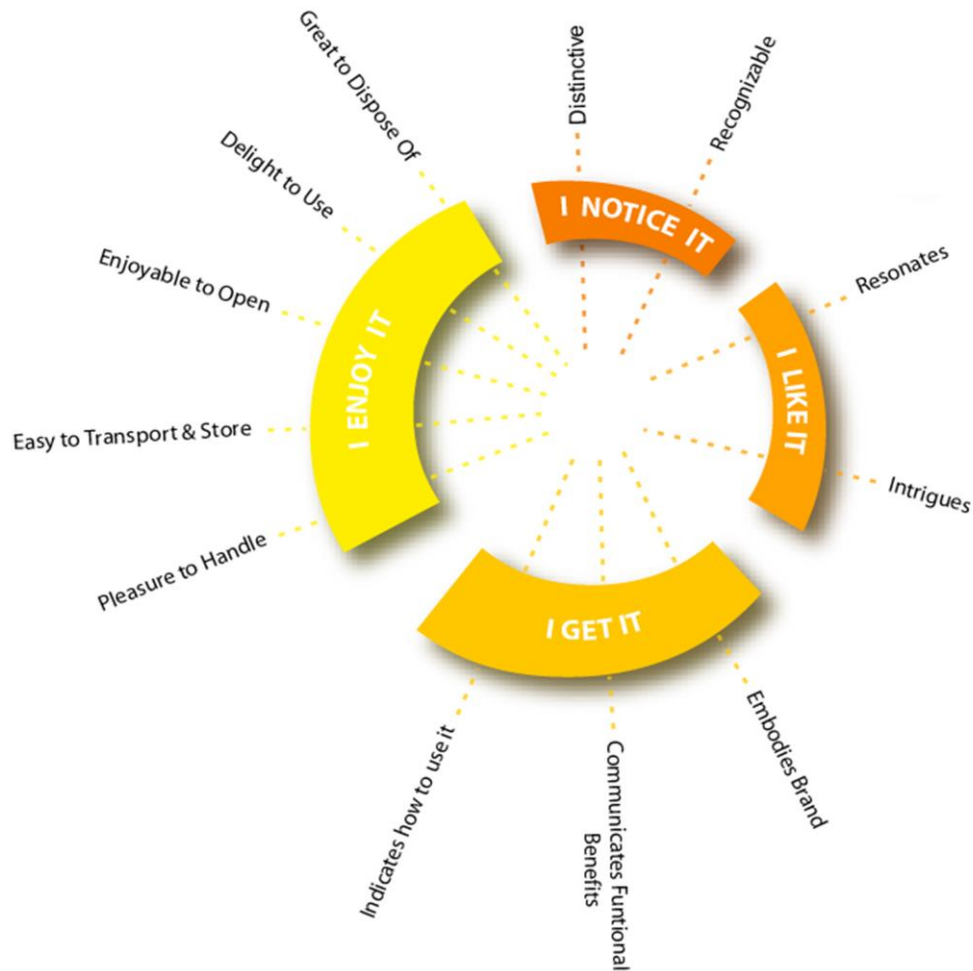 I NOTICE IT
Distinctive
Recognizable
I LIKE IT
Resonates
Intrigues
I GET IT
Embodies Brand
Communicates Funtional
Benefits
Indicates how to use it
I ENJOY IT
Pleasure to Handle
Easy to Transport & Store
Enjoyable to Open
Delight to Use
Great to Dispose Of